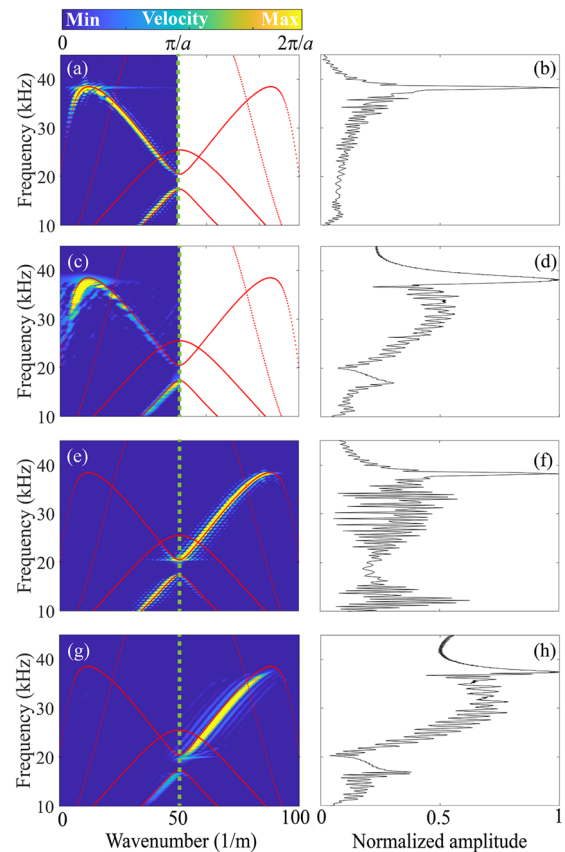 Min Velocity Max
0 π/a 2π/a
(a) (b)
40
30
20
10
Frequency (kHz)
(c) (d)
40
30
20
10
Frequency (kHz)
(e) (f)
40
30
20
10
Frequency (kHz)
(g) (h)
40
30
20
10
Frequency (kHz)
0 50 100 0 0.5 1
Wavenumber (1/m) Normalized amplitude